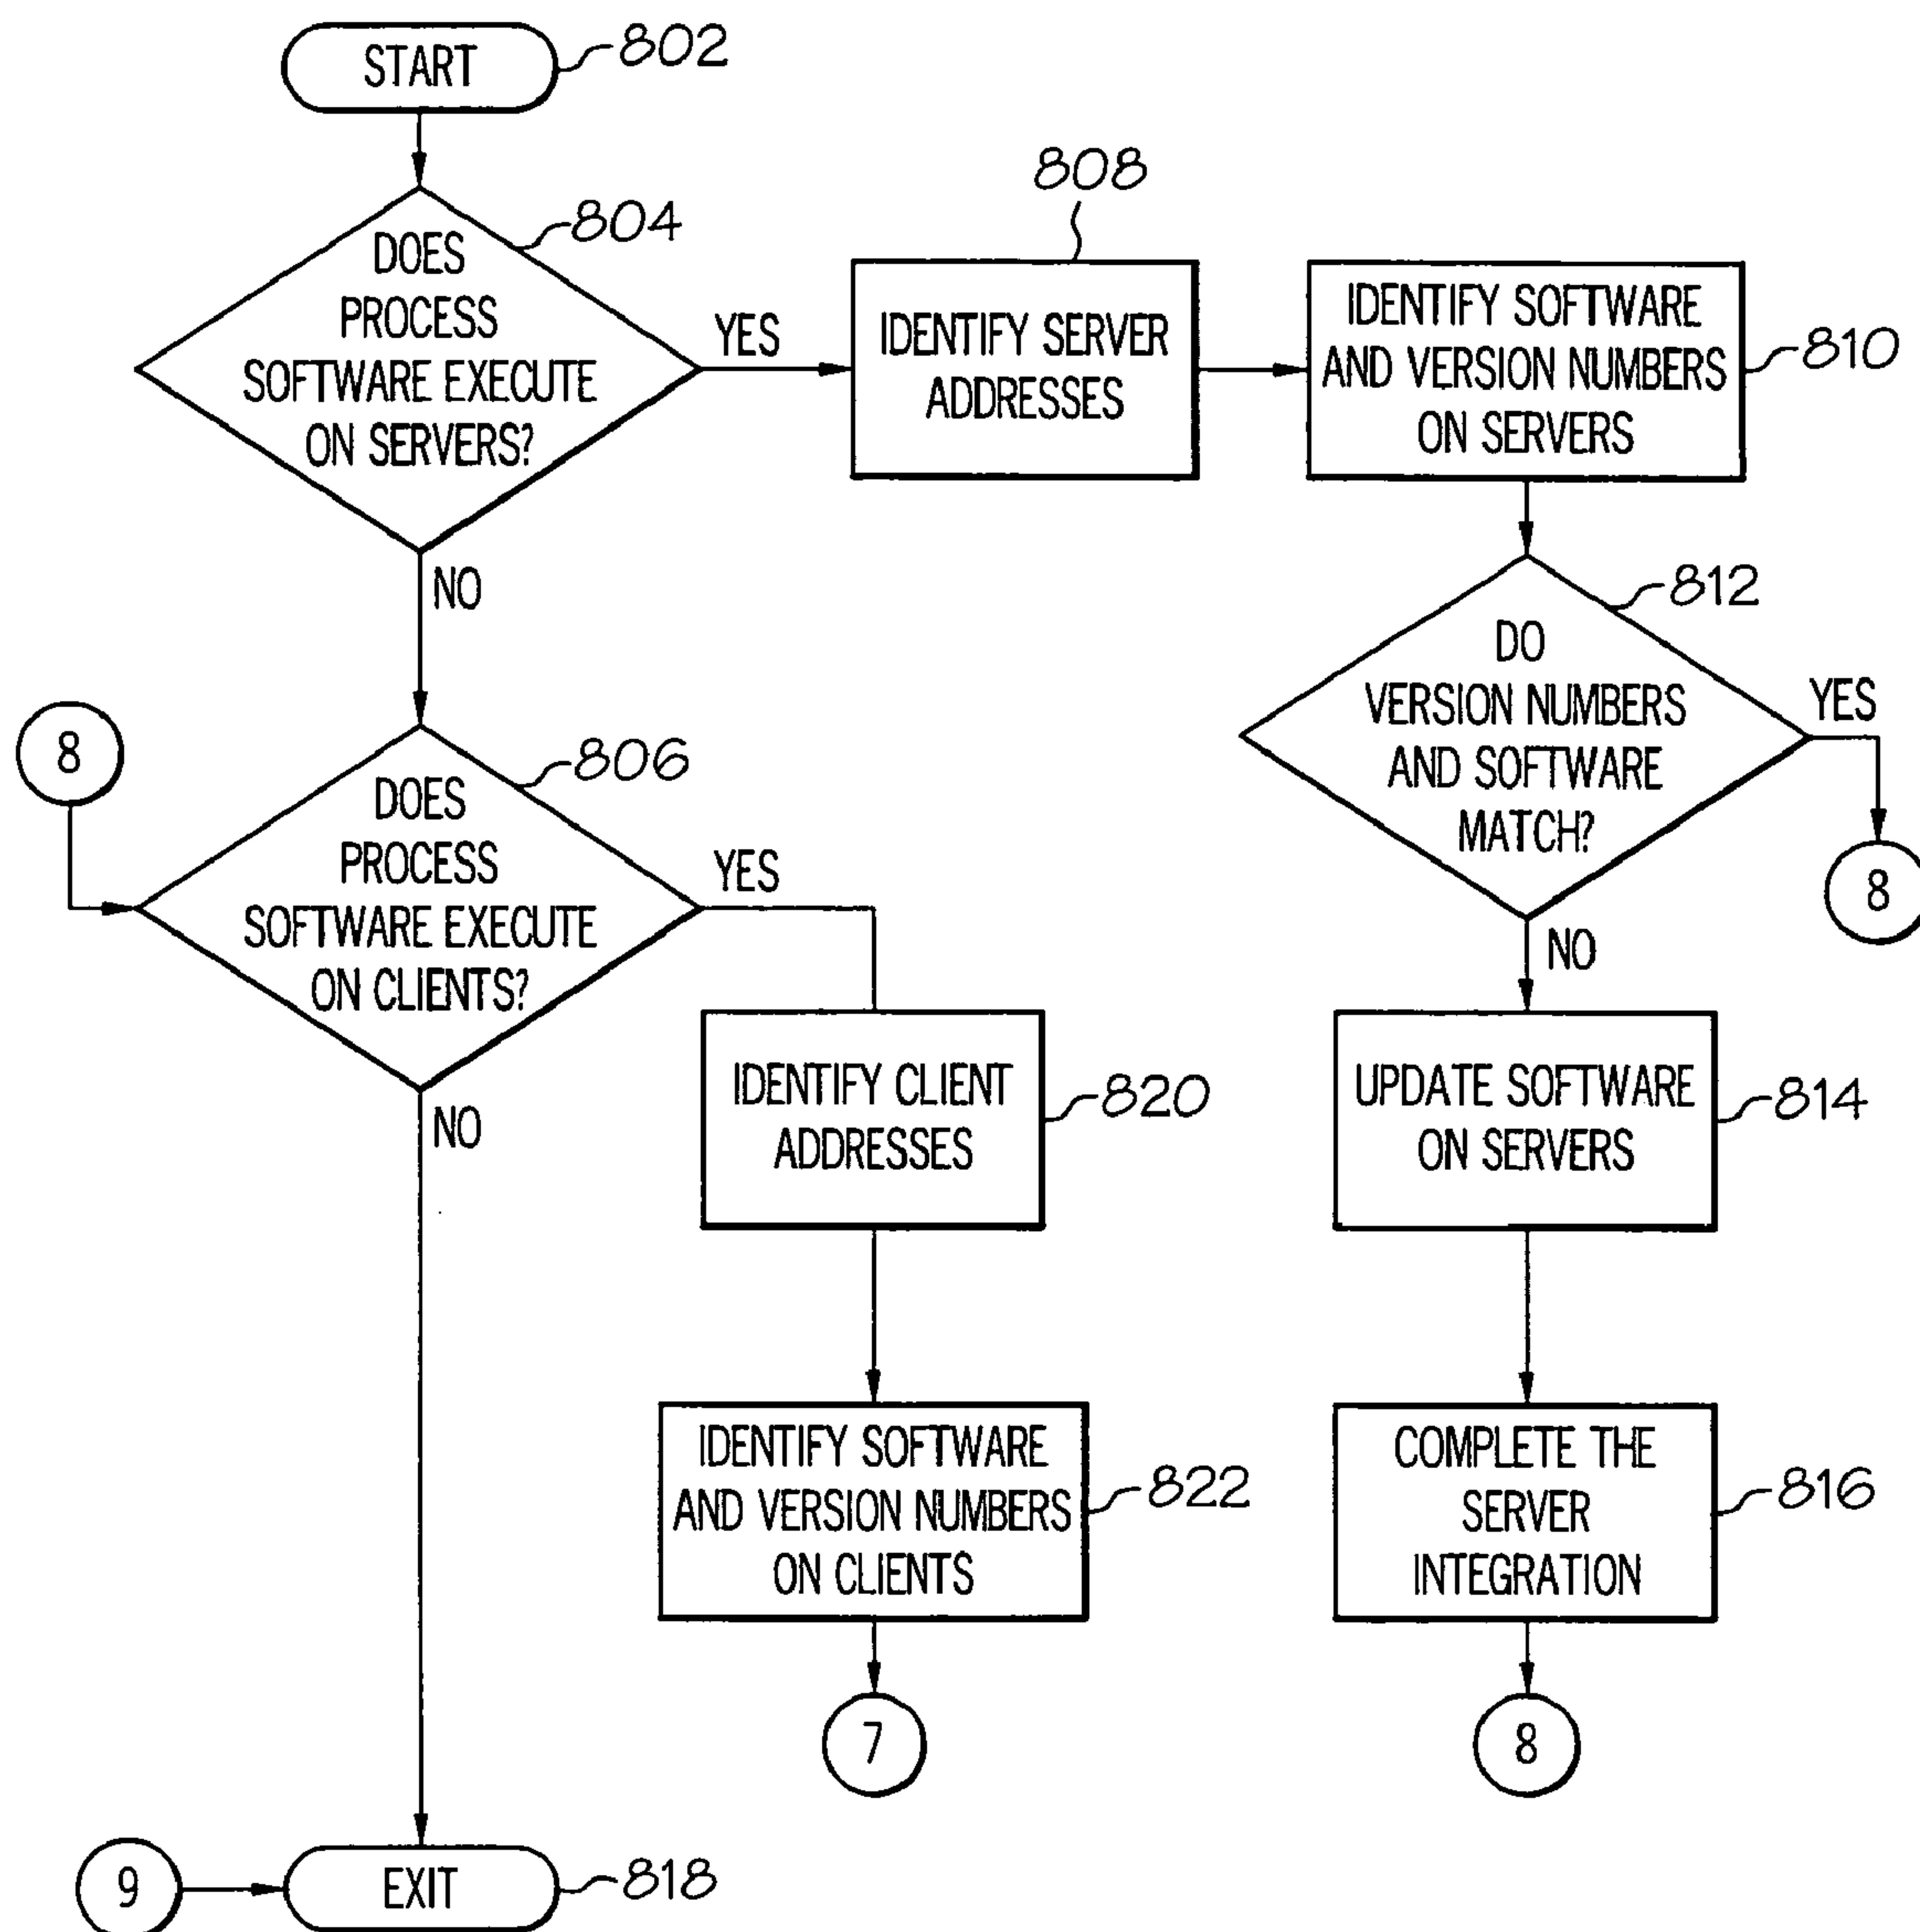 START
802
DOES
PROCESS
SOFTWARE EXECUTE
ON SERVERS?
804
YES
NO
808
IDENTIFY SERVER
ADDRESSES
IDENTIFY SOFTWARE
AND VERSION NUMBERS
ON SERVERS
810
DO
VERSION NUMBERS
AND SOFTWARE
MATCH?
812
YES
8
NO
8
DOES
PROCESS
SOFTWARE EXECUTE
ON CLIENTS?
806
YES
NO
IDENTIFY CLIENT
ADDRESSES
820
UPDATE SOFTWARE
ON SERVERS
814
IDENTIFY SOFTWARE
AND VERSION NUMBERS
ON CLIENTS
822
COMPLETE THE
SERVER
INTEGRATION
816
7
8
9
EXIT
818